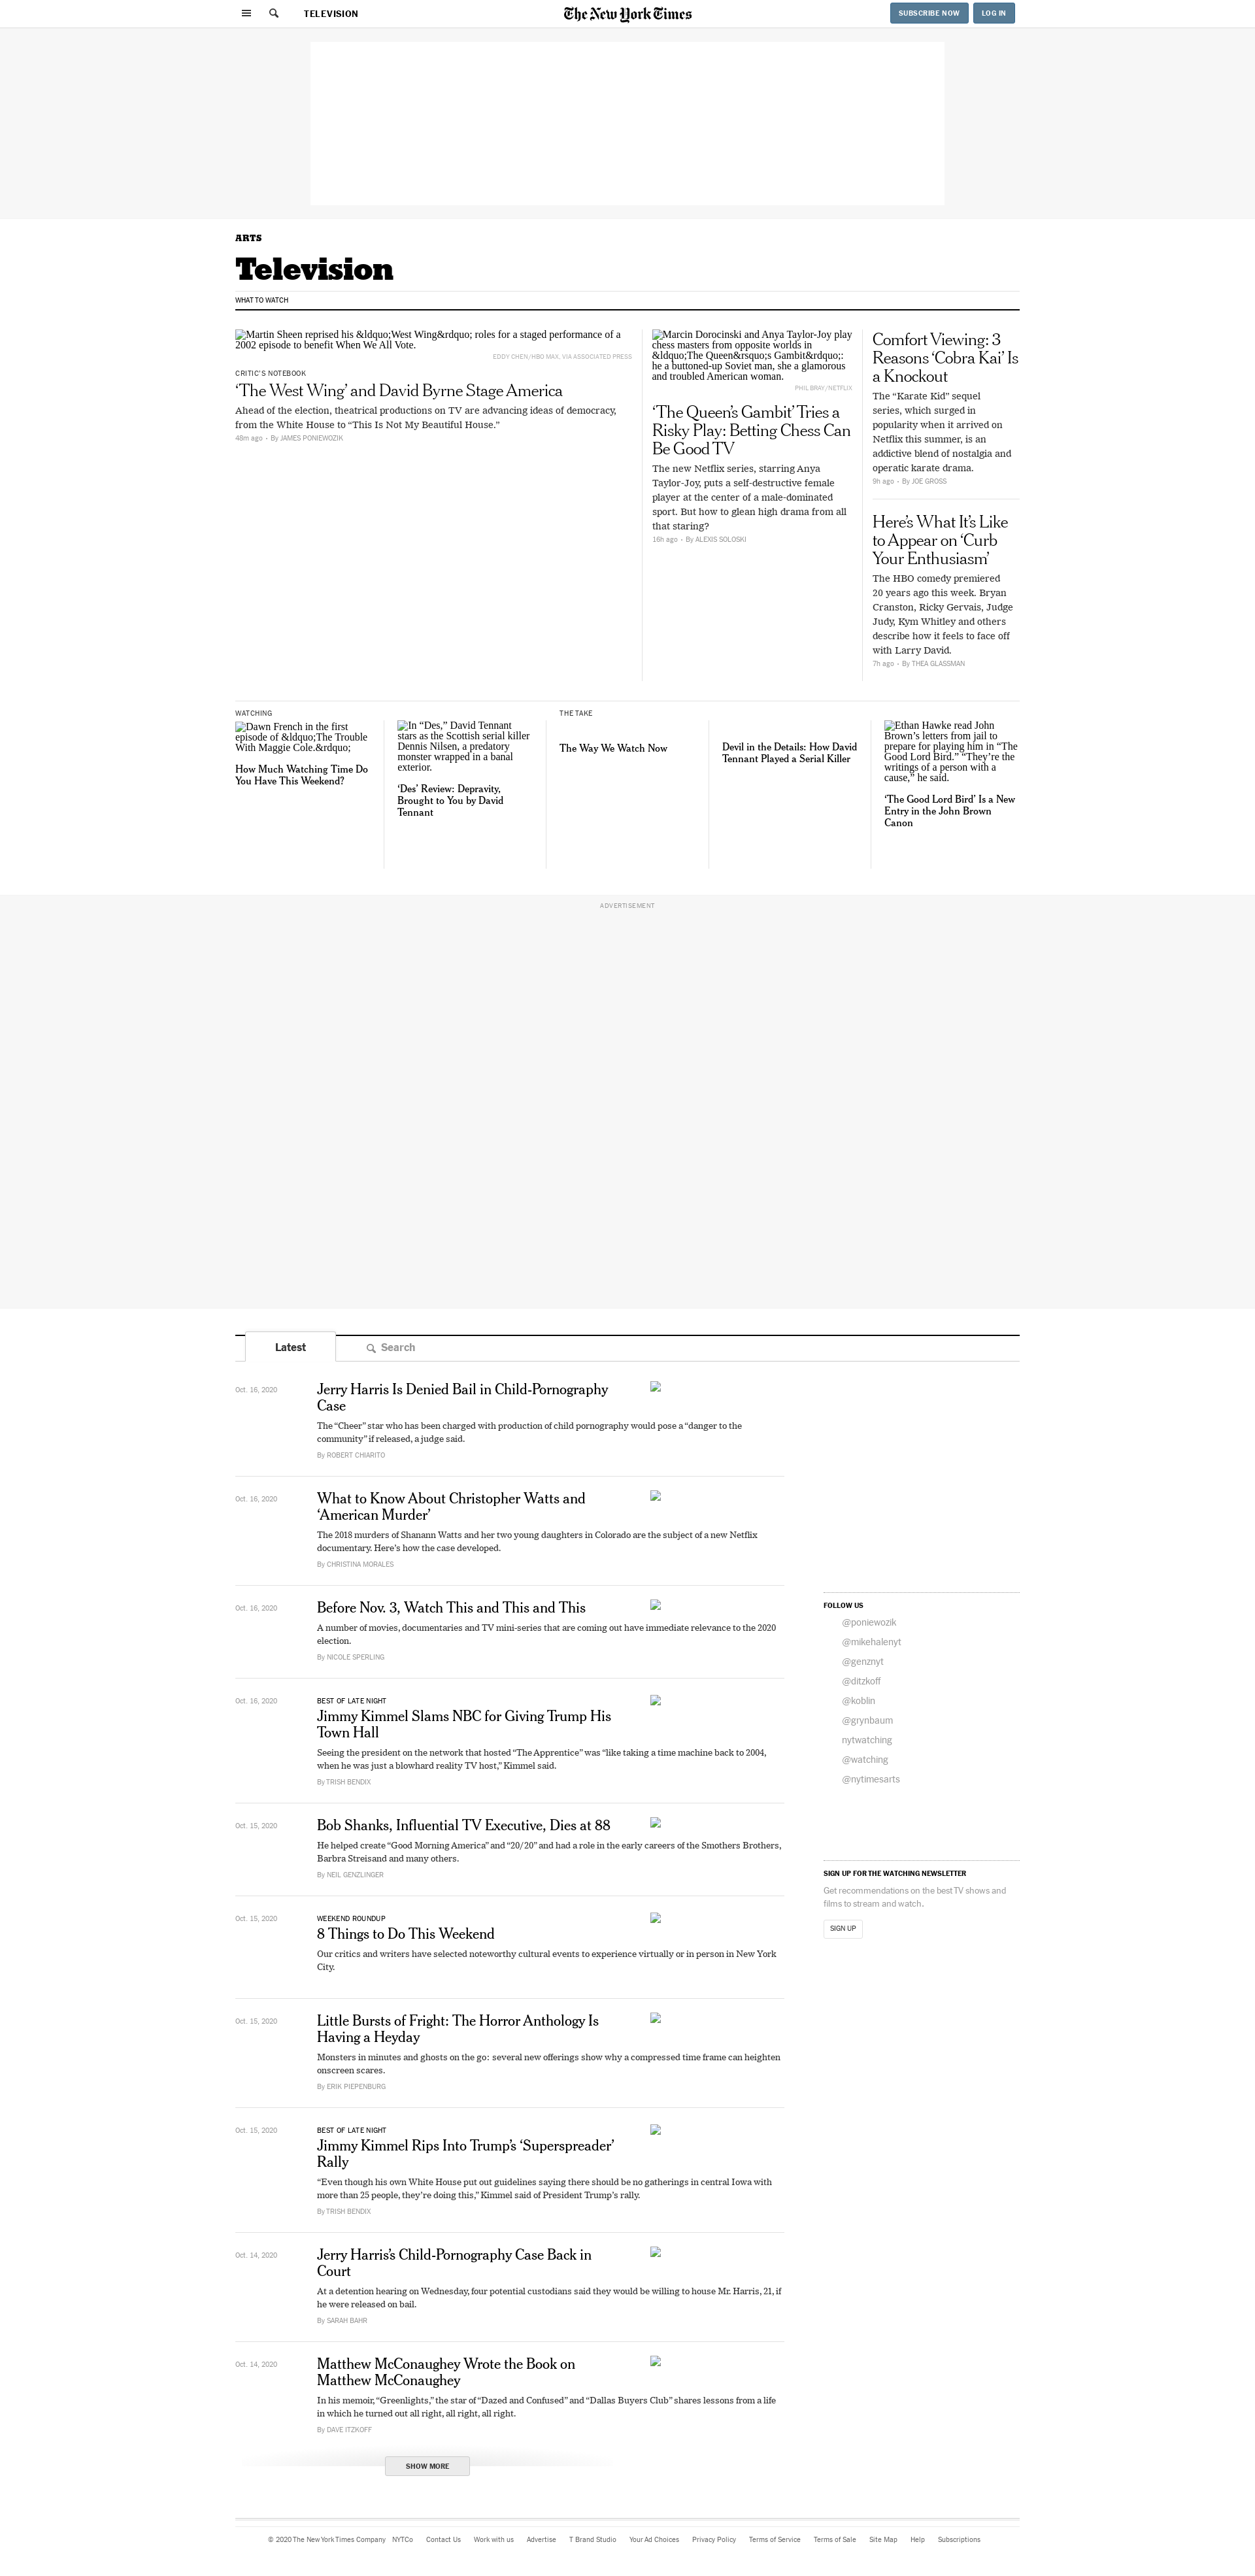 TELEVISION
The New York Times
SUBSCRIBE NOW
LOG IN
ARTS
Television
WHAT TO WATCH
Martin Sheen reprised his &ldquo;West Wing&rdquo; roles for a staged performance of a
2002 episode to benefit When We All Vote.
EDDY CHEN/HBO MAX, VIA ASSOCIATED PRESS
CRITIC'S NOTEBOOK
‘The West Wing’ and David Byrne Stage America
Ahead of the election, theatrical productions on TV are advancing ideas of democracy,
from the White House to “This Is Not My Beautiful House.”
48m ago • By JAMES PONIEWOZIK
Marcin Dorocinski and Anya Taylor-Joy play
chess masters from opposite worlds in
&ldquo;The Queen&rsquo;s Gambit&rdquo;:
he a buttoned-up Soviet man, she a glamorous
and troubled American woman.
PHIL BRAY/NETFLIX
‘The Queen’s Gambit’ Tries a
Risky Play: Betting Chess Can
Be Good TV
The new Netflix series, starring Anya
Taylor-Joy, puts a self-destructive female
player at the center of a male-dominated
sport. But how to glean high drama from all
that staring?
16h ago • By ALEXIS SOLOSKI
Comfort Viewing: 3
Reasons ‘Cobra Kai’ Is
a Knockout
The “Karate Kid” sequel
series, which surged in
popularity when it arrived on
Netflix this summer, is an
addictive blend of nostalgia and
operatic karate drama.
9h ago • By JOE GROSS
Here’s What It’s Like
to Appear on ‘Curb
Your Enthusiasm’
The HBO comedy premiered
20 years ago this week. Bryan
Cranston, Ricky Gervais, Judge
Judy, Kym Whitley and others
describe how it feels to face off
with Larry David.
7h ago • By THEA GLASSMAN
WATCHING
Dawn French in the first
episode of &ldquo;The Trouble
With Maggie Cole.&rdquo;
How Much Watching Time Do
You Have This Weekend?
In “Des,” David Tennant
stars as the Scottish serial killer
Dennis Nilsen, a predatory
monster wrapped in a banal
exterior.
‘Des’ Review: Depravity,
Brought to You by David
Tennant
THE TAKE
The Way We Watch Now
Devil in the Details: How David
Tennant Played a Serial Killer
Ethan Hawke read John
Brown’s letters from jail to
prepare for playing him in “The
Good Lord Bird.” “They’re the
writings of a person with a
cause,” he said.
‘The Good Lord Bird’ Is a New
Entry in the John Brown
Canon
ADVERTISEMENT
Latest
Search
Oct. 16, 2020
Jerry Harris Is Denied Bail in Child-Pornography
Case
The “Cheer” star who has been charged with production of child pornography would pose a “danger to the
community” if released, a judge said.
By ROBERT CHIARITO
Oct. 16, 2020
What to Know About Christopher Watts and
‘American Murder’
The 2018 murders of Shanann Watts and her two young daughters in Colorado are the subject of a new Netflix
documentary. Here’s how the case developed.
By CHRISTINA MORALES
Oct. 16, 2020
Before Nov. 3, Watch This and This and This
A number of movies, documentaries and TV mini-series that are coming out have immediate relevance to the 2020
election.
By NICOLE SPERLING
Oct. 16, 2020
BEST OF LATE NIGHT
Jimmy Kimmel Slams NBC for Giving Trump His
Town Hall
Seeing the president on the network that hosted “The Apprentice” was “like taking a time machine back to 2004,
when he was just a blowhard reality TV host,” Kimmel said.
By TRISH BENDIX
Oct. 15, 2020
Bob Shanks, Influential TV Executive, Dies at 88
He helped create “Good Morning America” and “20/20” and had a role in the early careers of the Smothers Brothers,
Barbra Streisand and many others.
By NEIL GENZLINGER
Oct. 15, 2020
WEEKEND ROUNDUP
8 Things to Do This Weekend
Our critics and writers have selected noteworthy cultural events to experience virtually or in person in New York
City.
Oct. 15, 2020
Little Bursts of Fright: The Horror Anthology Is
Having a Heyday
Monsters in minutes and ghosts on the go: several new offerings show why a compressed time frame can heighten
onscreen scares.
By ERIK PIEPENBURG
Oct. 15, 2020
BEST OF LATE NIGHT
Jimmy Kimmel Rips Into Trump’s ‘Superspreader’
Rally
“Even though his own White House put out guidelines saying there should be no gatherings in central Iowa with
more than 25 people, they’re doing this,” Kimmel said of President Trump’s rally.
By TRISH BENDIX
Oct. 14, 2020
Jerry Harris’s Child-Pornography Case Back in
Court
At a detention hearing on Wednesday, four potential custodians said they would be willing to house Mr. Harris, 21, if
he were released on bail.
By SARAH BAHR
Oct. 14, 2020
Matthew McConaughey Wrote the Book on
Matthew McConaughey
In his memoir, “Greenlights,” the star of “Dazed and Confused” and “Dallas Buyers Club” shares lessons from a life
in which he turned out all right, all right, all right.
By DAVE ITZKOFF
SHOW MORE
FOLLOW US
@poniewozik
@mikehalenyt
@genznyt
@ditzkoff
@koblin
@grynbaum
nytwatching
@watching
@nytimesarts
SIGN UP FOR THE WATCHING NEWSLETTER
Get recommendations on the best TV shows and
films to stream and watch.
SIGN UP
© 2020 The New York Times Company NYTCo Contact Us Work with us Advertise T Brand Studio Your Ad Choices Privacy Policy Terms of Service Terms of Sale Site Map Help Subscriptions